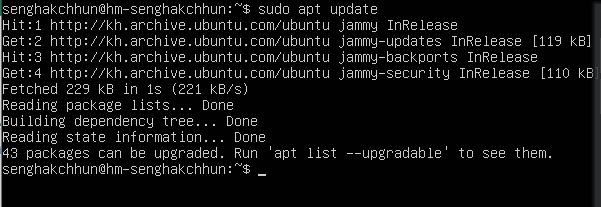 senghakchhun@hm-senghakchhun:~$ sudo apt update
Hit:1 http://kh.archive.ubuntu.com/ubuntu jammy InRelease
Get:2 http://kh.archive.ubuntu.com/ubuntu jammy-updates InRelease [119 kB]
Hit:3 http://kh.archive.ubuntu.com/ubuntu jammy-backports InRelease
Get:4 http://kh.archive.ubuntu.com/ubuntu jammy-security InRelease [110 kB
Fetched 229 kB in 1s (221 kB/s)
Reading package lists... Done
Building dependency tree... Done
Reading state information... Done
43 packages can be upgraded. Run 'apt list --upgradable' to see them.
senghakchhun@hm-senghakchhun:~$ _